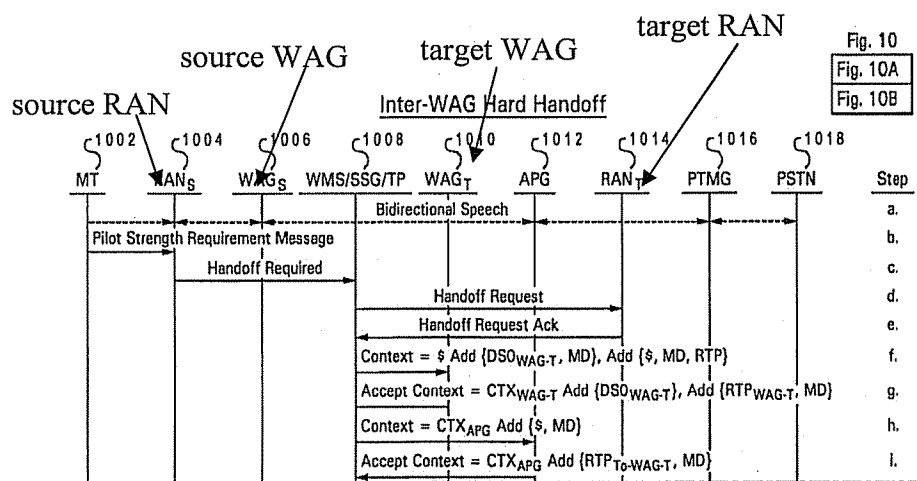 target RAN
target WAG
source WAG
source RAN
Fig. 10
Fig. 10A
Fig. 10B
Inter-WAG Hard Handoff
1002 1004 1006 1008 1010 1012 1014 1016 1018
MT RANS WAGS WMS/SSG/TP WAGT APG RANT PTMG PSTN Step
Bidirectional Speech a.
Pilot Strength Requirement Message b.
Handoff Required c.
Handoff Request d.
Handoff Request Ack e.
Context = $ Add {DSOWAG-T, MD}, Add {$, MD, RTP} f.
Accept Context = CTXWAG-T Add {DSOWAG-T}, Add {RTPWAG-T, MD} g.
Context = CTXAPG Add {$, MD} h.
Accept Context = CTXAPG Add {RTPTo-WAG-T, MD} i.